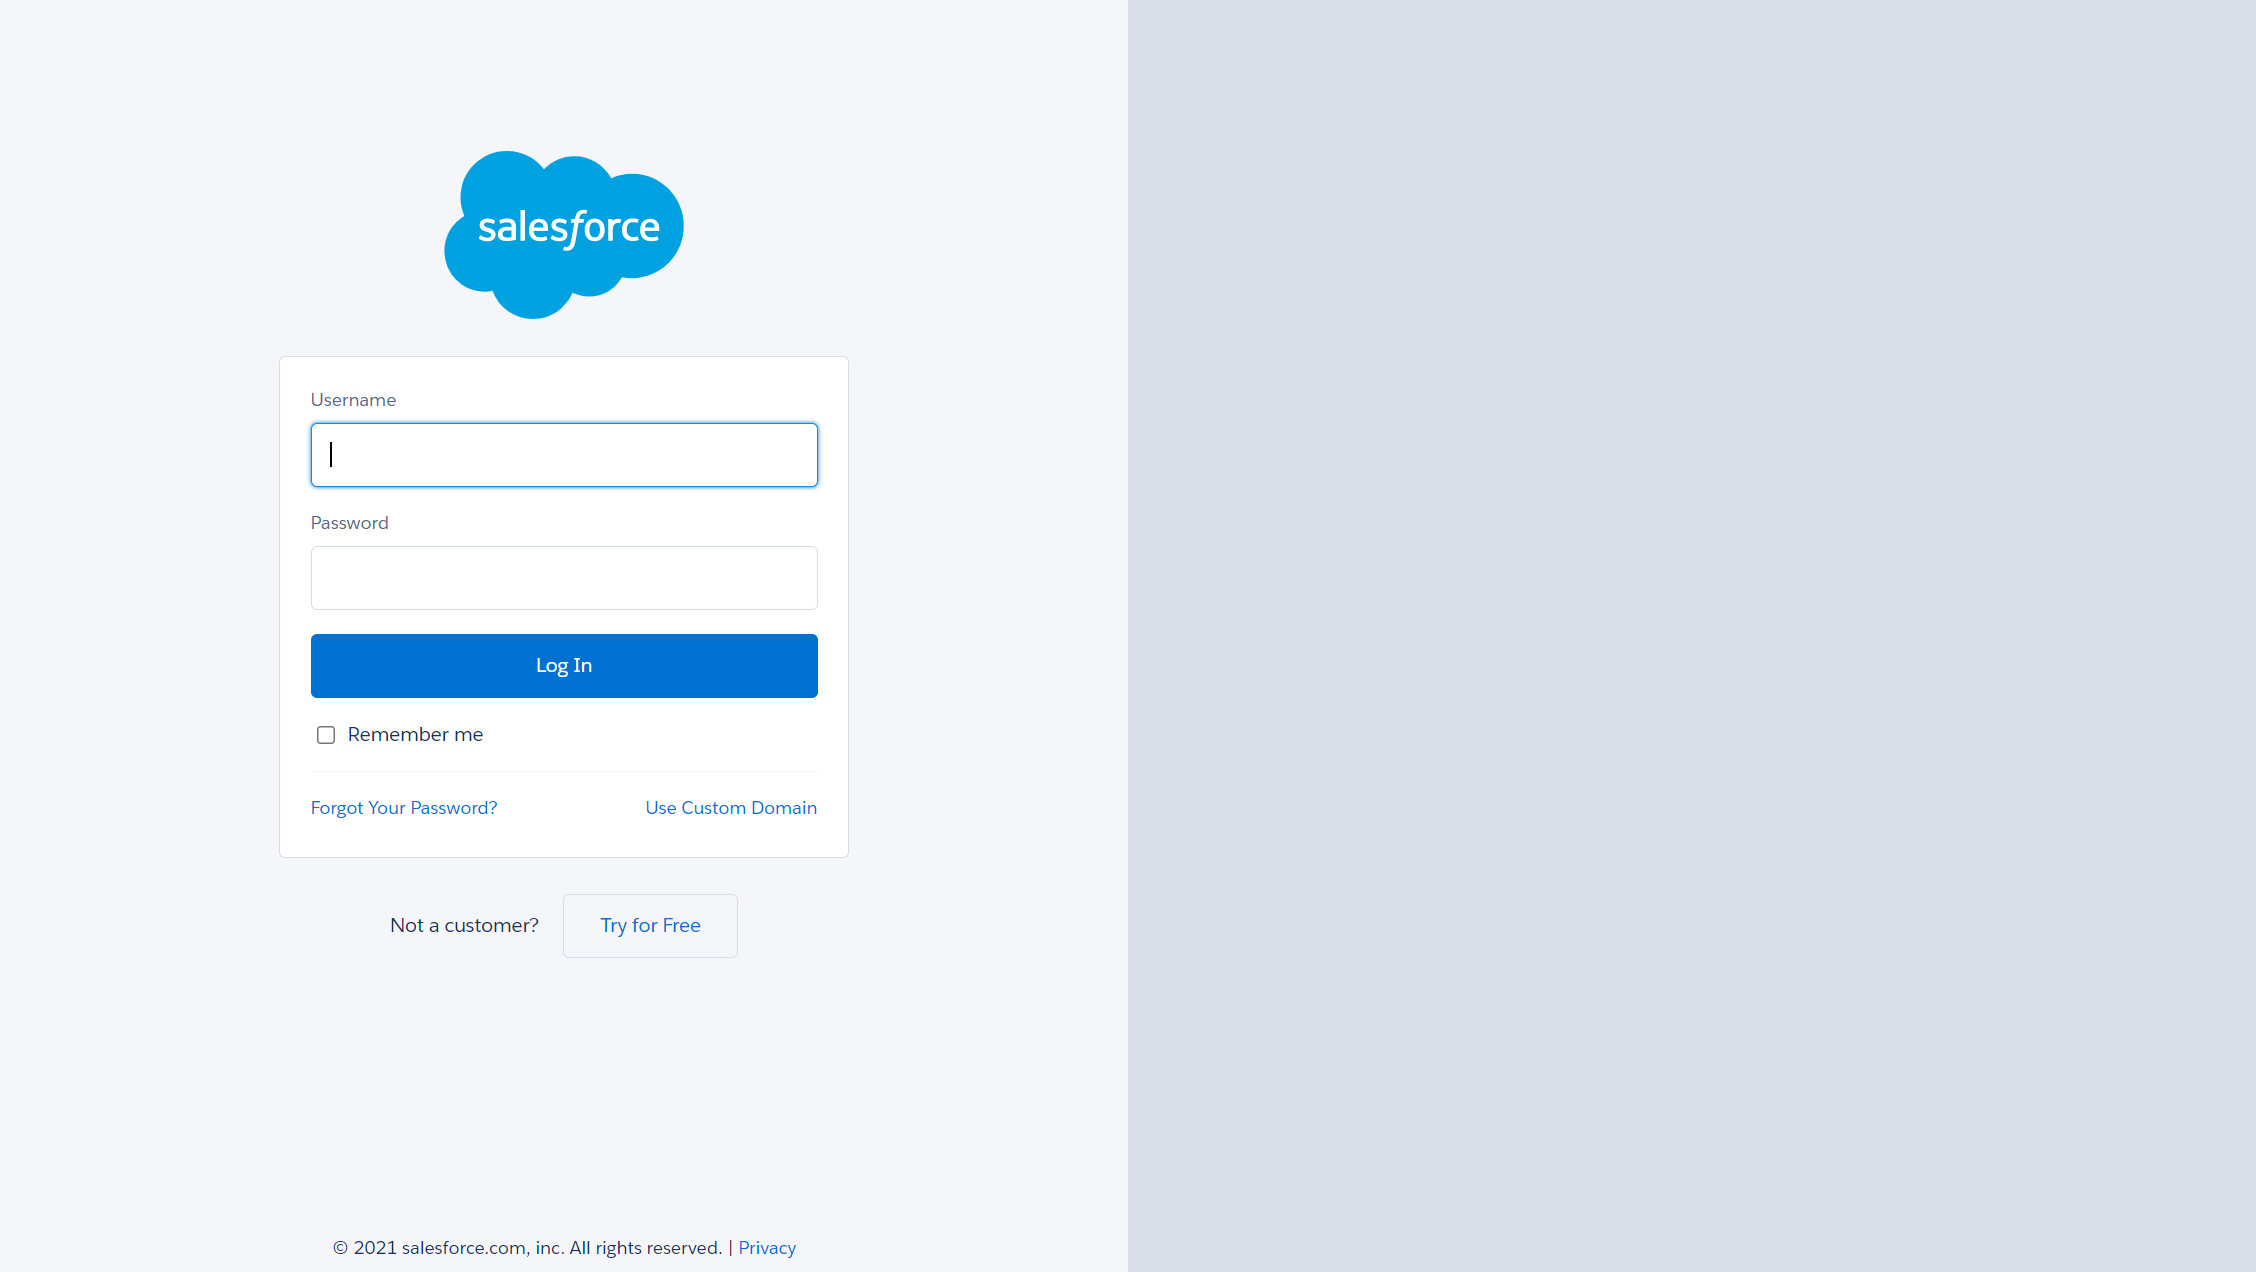 salesforce
Username
Password
Log In
Remember me
Forgot Your Password? Use Custom Domain
Not a customer? Try for Free
© 2021 salesforce.com, inc. All rights reserved. | Privacy